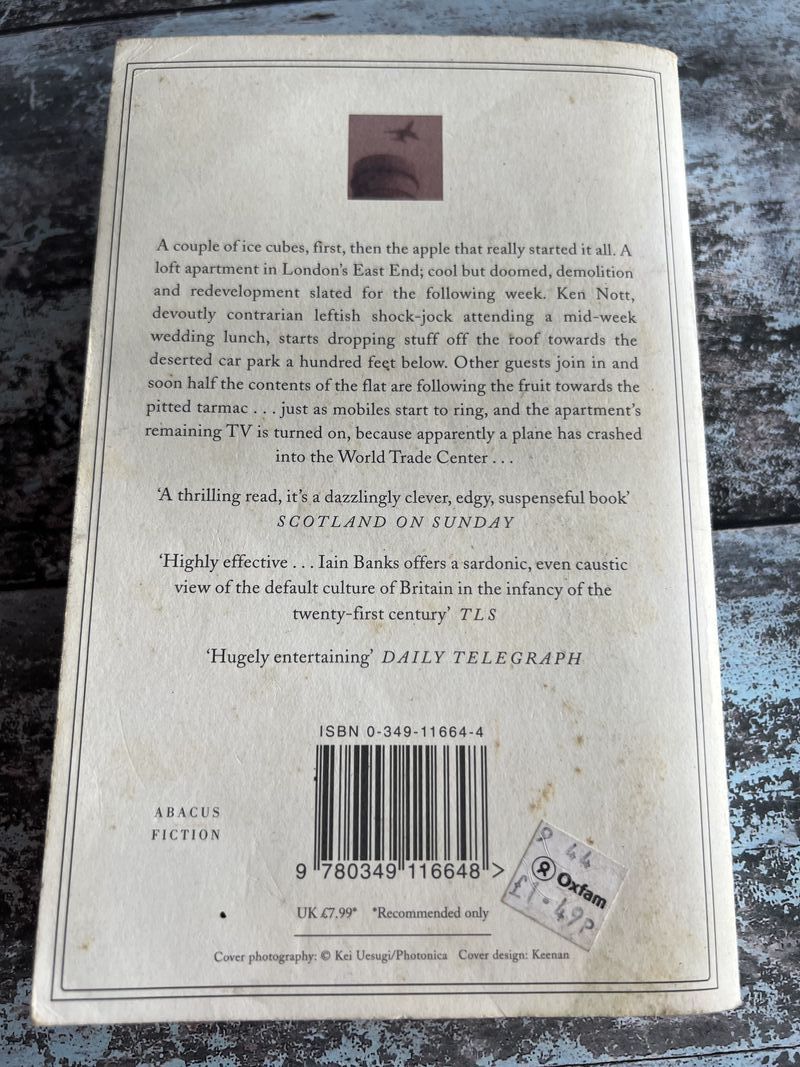 A couple of ice cubes, first, then the apple that really started it all. A
loft apartment in London's East End; cool but doomed, demolition
and redevelopment slated for the following week. Ken Nott,
devoutly contrarian leftish shock-jock attending a mid-week
wedding lunch, starts dropping stuff off the roof towards the
deserted car park a hundred feet below. Other guests join in and
soon half the contents of the flat are following the fruit towards the
pitted tarmac . . . just as mobiles start to ring, and the apartment's
remaining TV is turned on, because apparently a plane has crashed
into the World Trade Center . . .
'A thrilling read, it's a dazzlingly clever, edgy, suspenseful book'
SCOTLAND ON SUNDAY
'Highly effective . . . Iain Banks offers a sardonic, even caustic
view of the default culture of Britain in the infancy of the
twenty-first century' TLS
'Hugely entertaining' DAILY TELEGRAPH
ISBN 0-349-11664-4
ABACUS
FICTION
9 780349 116648 >
44
Oxfam
£1-49p
UK £7.99* *Recommended only
Cover photography: © Kei Uesugi/Photonica Cover design: Keenan